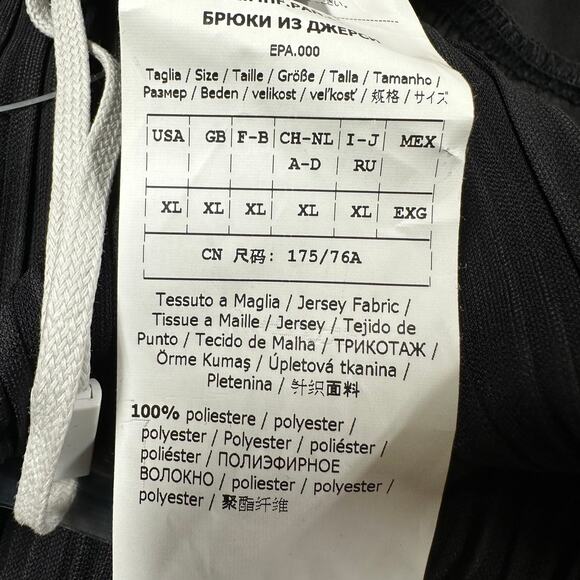 БРЮКИ ИЗ ДЖЕРСИ
EPA.000
Taglia / Size / Taille / Größe / Talla / Tamanho /
Размер / Beden / velikost / veľkosť / 规格 / サイズ
USA GB F-B CH-NL I-J MEX
A-D RU
XL XL XL XL XL EXG
CN 尺码: 175/76A
Tessuto a Maglia / Jersey Fabric /
Tissue a Maille / Jersey / Tejido de
Punto / Tecido de Malha / ТРИКОТАЖ /
Örme Kumaş / Úpletová tkanina /
Pletenina / 针织面料
100% poliestere / polyester /
polyester / Polyester / poliéster /
poliéster / ПОЛИЭФИРНОЕ
ВОЛОКНО / poliester / polyester /
polyester / 聚酯纤维